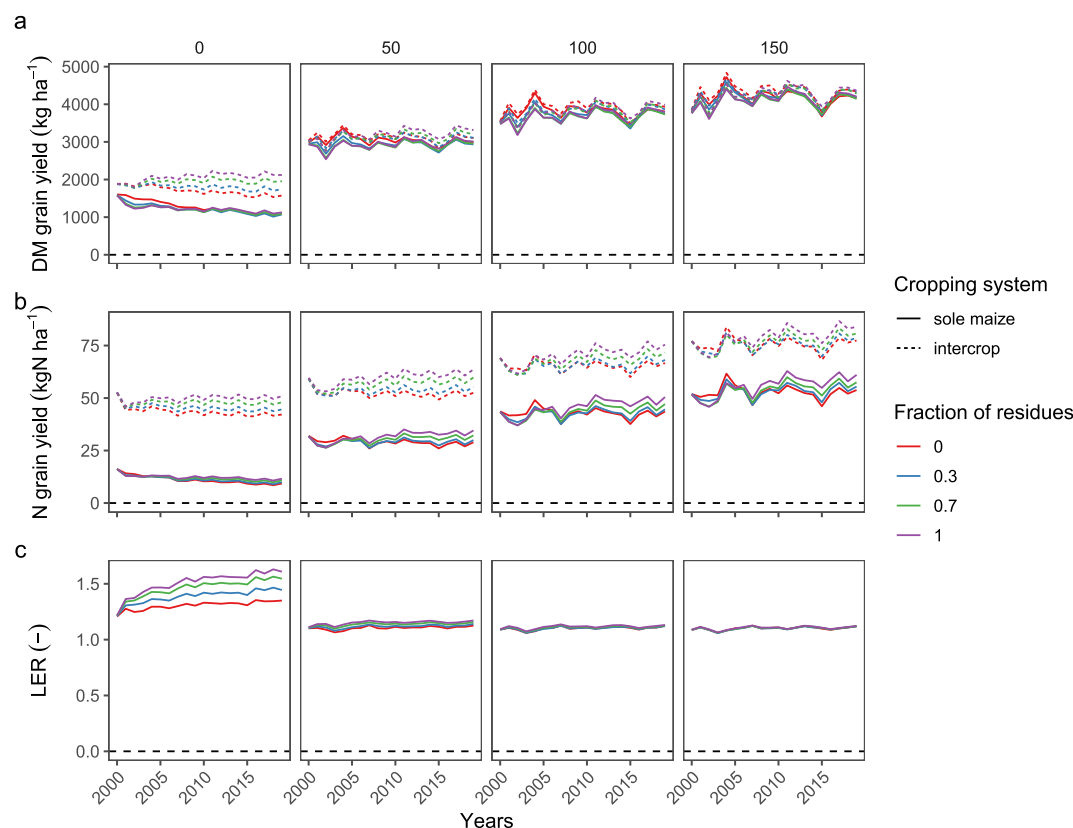 a
0 50 100 150
DM grain yield (kg ha⁻¹)
5000
4000
3000
2000
1000
0
b
N grain yield (kgN ha⁻¹)
75
50
25
0
c
LER (−)
1.5
1.0
0.5
0.0
2000 2005 2010 2015 2000 2005 2010 2015 2000 2005 2010 2015 2000 2005 2010 2015
Years
Cropping system
sole maize
intercrop
Fraction of residues
0
0.3
0.7
1